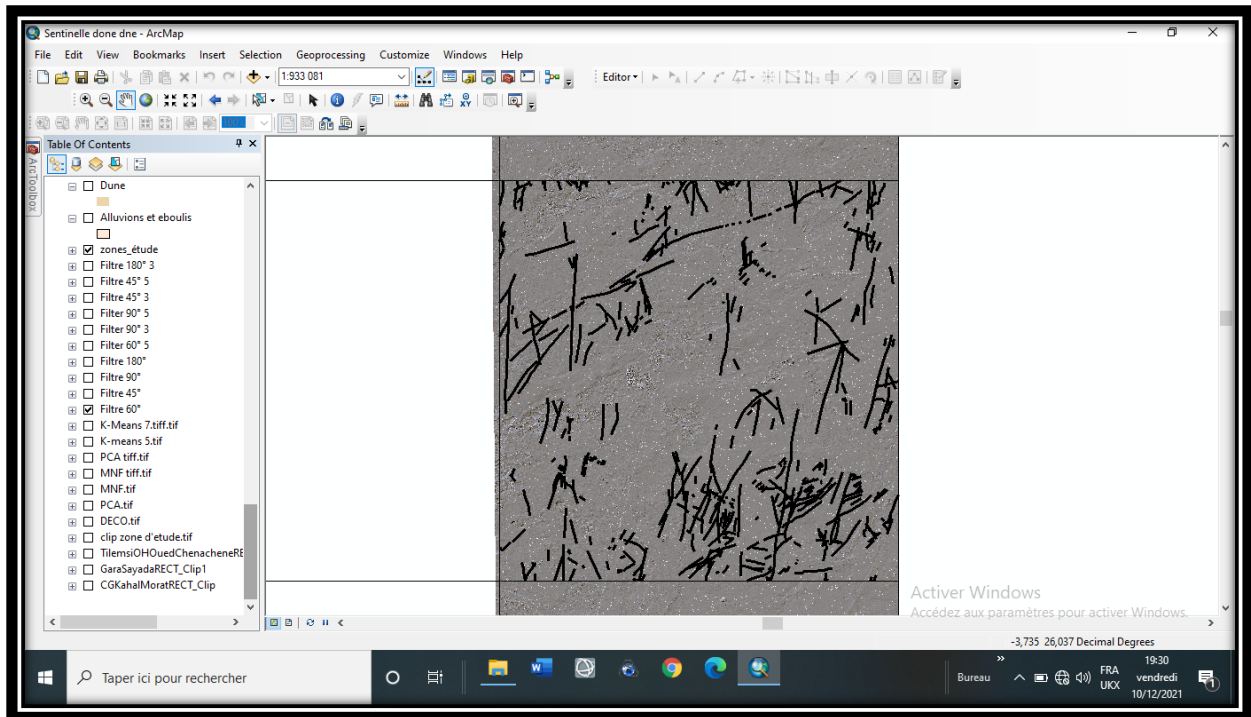 Sentinelle done dne - ArcMap
File Edit View Bookmarks Insert Selection Geoprocessing Customize Windows Help
1:933 081
Editor
100%
Table Of Contents
ArcToolbox
Dune
Alluvions et eboulis
zones_étude
Filtre 180° 3
Filtre 45° 5
Filtre 45° 3
Filter 90° 5
Filter 90° 3
Filter 60° 5
Filtre 180°
Filtre 90°
Filtre 45°
Filtre 60°
K-Means 7.tiff.tif
K-means 5.tif
PCA tiff.tif
MNF tiff.tif
MNF.tif
PCA.tif
DECO.tif
clip zone d'etude.tif
TilemsiOHOuedChenacheneRE
GaraSayadaRECT_Clip1
CGKahalMoratRECT_Clip
Activer Windows
Accédez aux paramètres pour activer Windows.
-3,735 26,037 Decimal Degrees
Taper ici pour rechercher
Bureau
FRA
UKX
19:30
vendredi
10/12/2021